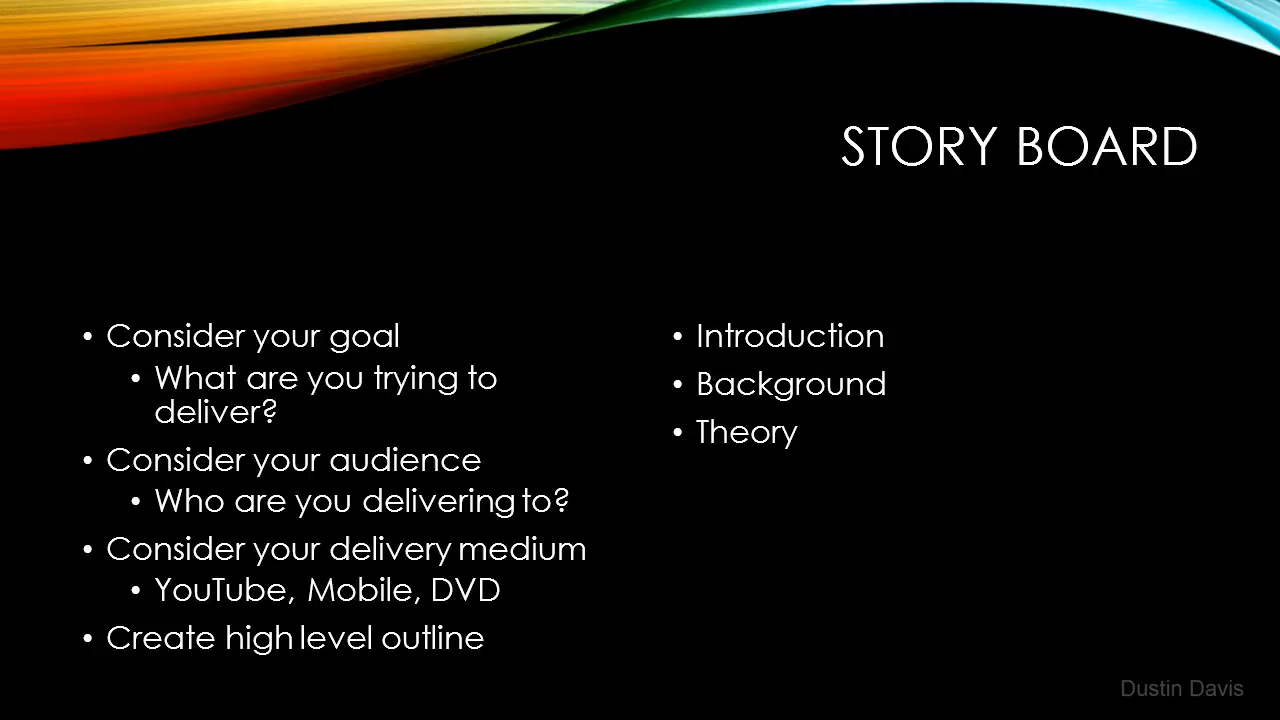 STORY BOARD
• Consider your goal
• What are you trying to
deliver?
• Consider your audience
• Who are you delivering to?
• Consider your delivery medium
• YouTube, Mobile, DVD
• Create high level outline
• Introduction
• Background
• Theory
Dustin Davis